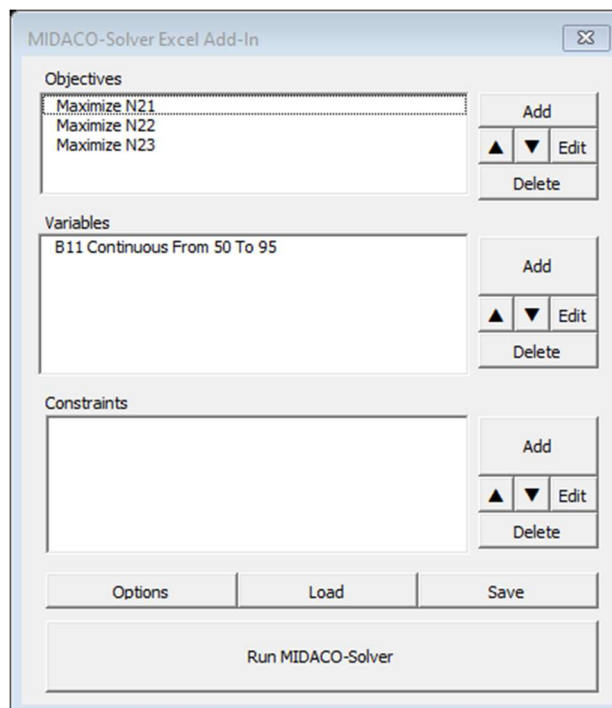 MIDACO-Solver Excel Add-In
Objectives
Maximize N21
Maximize N22
Maximize N23
Add
▲ ▼ Edit
Delete
Variables
B11 Continuous From 50 To 95
Add
▲ ▼ Edit
Delete
Constraints
Add
▲ ▼ Edit
Delete
Options Load Save
Run MIDACO-Solver